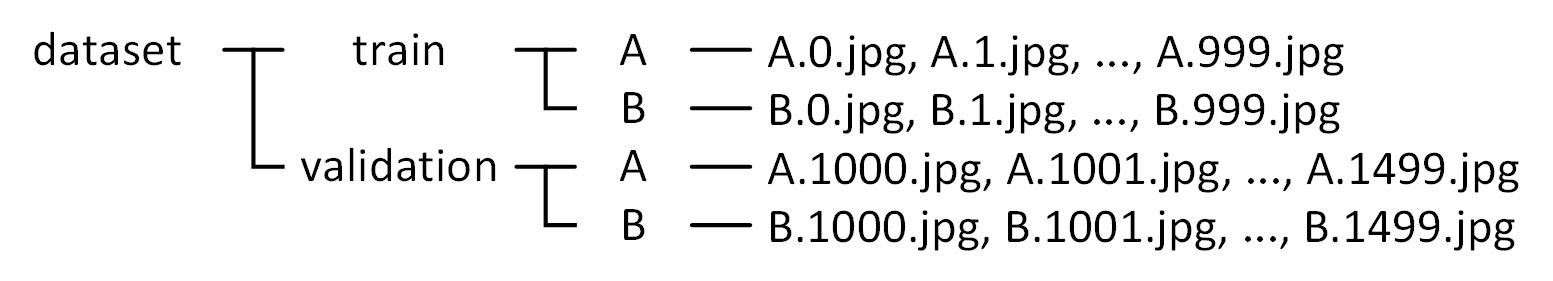 dataset train A A.0.jpg, A.1.jpg, ..., A.999.jpg
B B.0.jpg, B.1.jpg, ..., B.999.jpg
validation A A.1000.jpg, A.1001.jpg, ..., A.1499.jpg
B B.1000.jpg, B.1001.jpg, ..., B.1499.jpg